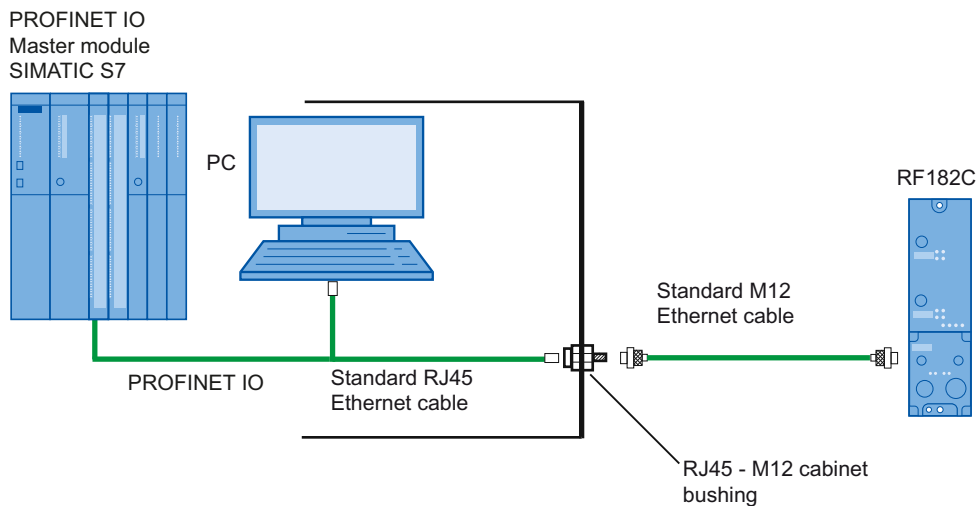 PROFINET IO
Master module
SIMATIC S7
PC
RF182C
Standard M12
Ethernet cable
PROFINET IO
Standard RJ45
Ethernet cable
RJ45 - M12 cabinet
bushing